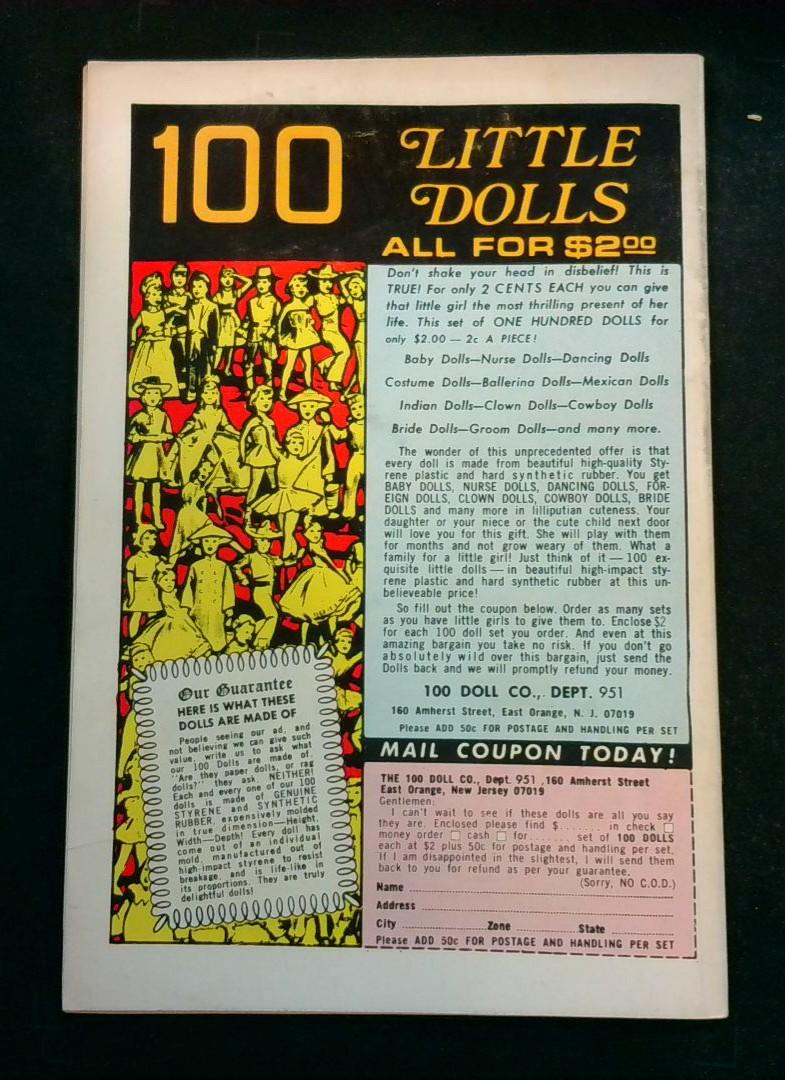 100
LITTLE
DOLLS
ALL FOR $2.00
Don't shake your head in disbelief! This is
TRUE! For only 2 CENTS EACH you can give
that little girl the most thrilling present of her
life. This set of ONE HUNDRED DOLLS for
only $2.00 — 2c A PIECE!
Baby Dolls—Nurse Dolls—Dancing Dolls
Costume Dolls—Ballerina Dolls—Mexican Dolls
Indian Dolls—Clown Dolls—Cowboy Dolls
Bride Dolls—Groom Dolls—and many more.
The wonder of this unprecedented offer is that
every doll is made from beautiful high-quality Sty-
rene plastic and hard synthetic rubber. You get
BABY DOLLS, NURSE DOLLS, DANCING DOLLS, FOR-
EIGN DOLLS, CLOWN DOLLS, COWBOY DOLLS, BRIDE
DOLLS and many more in lilliputian cuteness. Your
daughter or your niece or the cute child next door
will love you for this gift. She will play with them
for months and not grow weary of them. What a
family for a little girl! Just think of it — 100 ex-
quisite little dolls — in beautiful high-impact sty-
rene plastic and hard synthetic rubber at this un-
believeable price!
So fill out the coupon below. Order as many sets
as you have little girls to give them to. Enclose $2
for each 100 doll set you order. And even at this
amazing bargain you take no risk. If you don't go
absolutely wild over this bargain, just send the
Dolls back and we will promptly refund your money.
100 DOLL CO., DEPT. 951
160 Amherst Street, East Orange, N. J. 07019
Please ADD 50c FOR POSTAGE AND HANDLING PER SET
Our Guarantee
HERE IS WHAT THESE
DOLLS ARE MADE OF
People seeing our ad, and
not believing we can give such
value, write us to ask what
our 100 Dolls are made of.
"Are they paper dolls, or rag
dolls?" they ask. NEITHER!
Each and every one of our 100
dolls is made of GENUINE
STYRENE and SYNTHETIC
RUBBER, expensively molded
in true dimension—Height,
Width—Depth! Every doll has
come out of an individual
mold, manufactured out of
high-impact styrene to resist
breakage, and is life-like in
its proportions. They are truly
delightful dolls!
MAIL COUPON TODAY!
THE 100 DOLL CO., Dept. 951, 160 Amherst Street
East Orange, New Jersey 07019
Gentlemen:
I can't wait to see if these dolls are all you say
they are. Enclosed please find $........ in check □
money order □ cash □ for........ set of 100 DOLLS
each at $2 plus 50c for postage and handling per set.
If I am disappointed in the slightest, I will send them
back to you for refund as per your guarantee.
(Sorry, NO C.O.D.)
Name
Address
City Zone State
Please ADD 50c FOR POSTAGE AND HANDLING PER SET